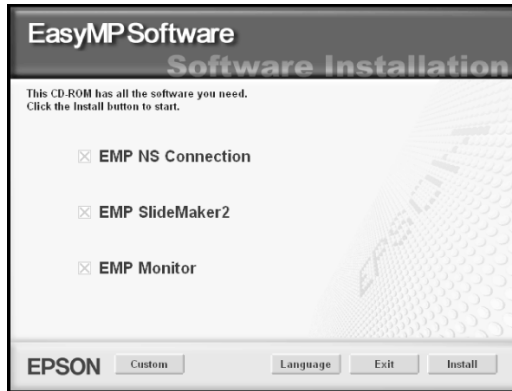 EasyMP Software
Software Installation
This CD-ROM has all the software you need.
Click the Install button to start.
EMP NS Connection
EMP SlideMaker2
EMP Monitor
EPSON
EPSON
Custom
Language
Exit
Install